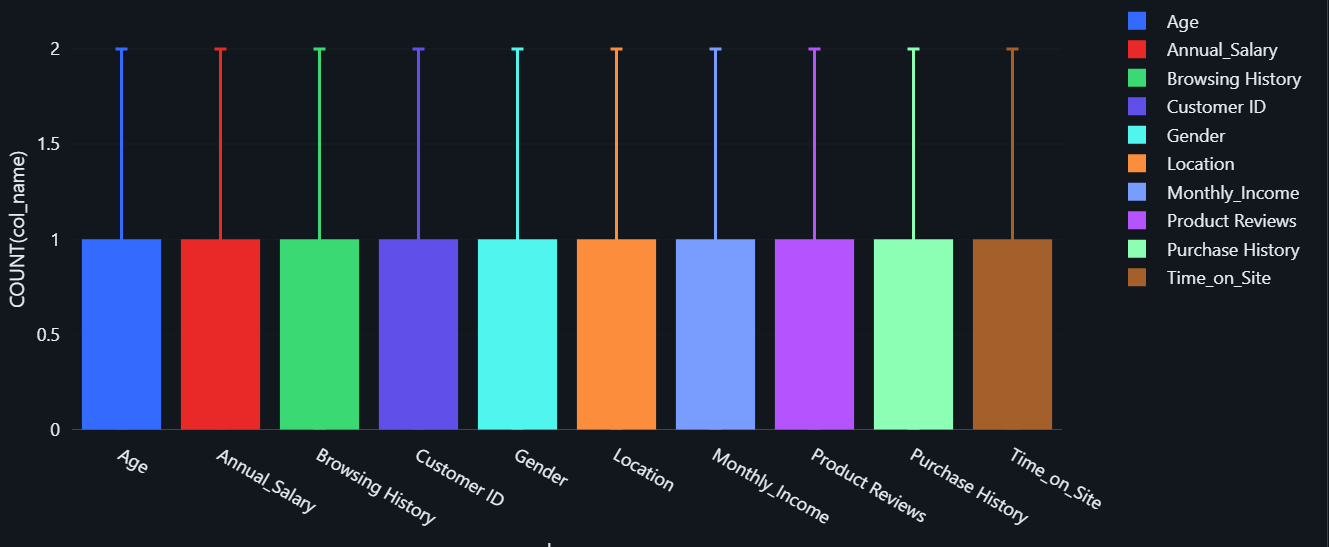 COUNT(col_name)
2
1.5
1
0.5
0
Age
Annual_Salary
Browsing History
Customer ID
Gender
Location
Monthly_Income
Product Reviews
Purchase History
Time_on_Site
Age
Annual_Salary
Browsing History
Customer ID
Gender
Location
Monthly_Income
Product Reviews
Purchase History
Time_on_Site